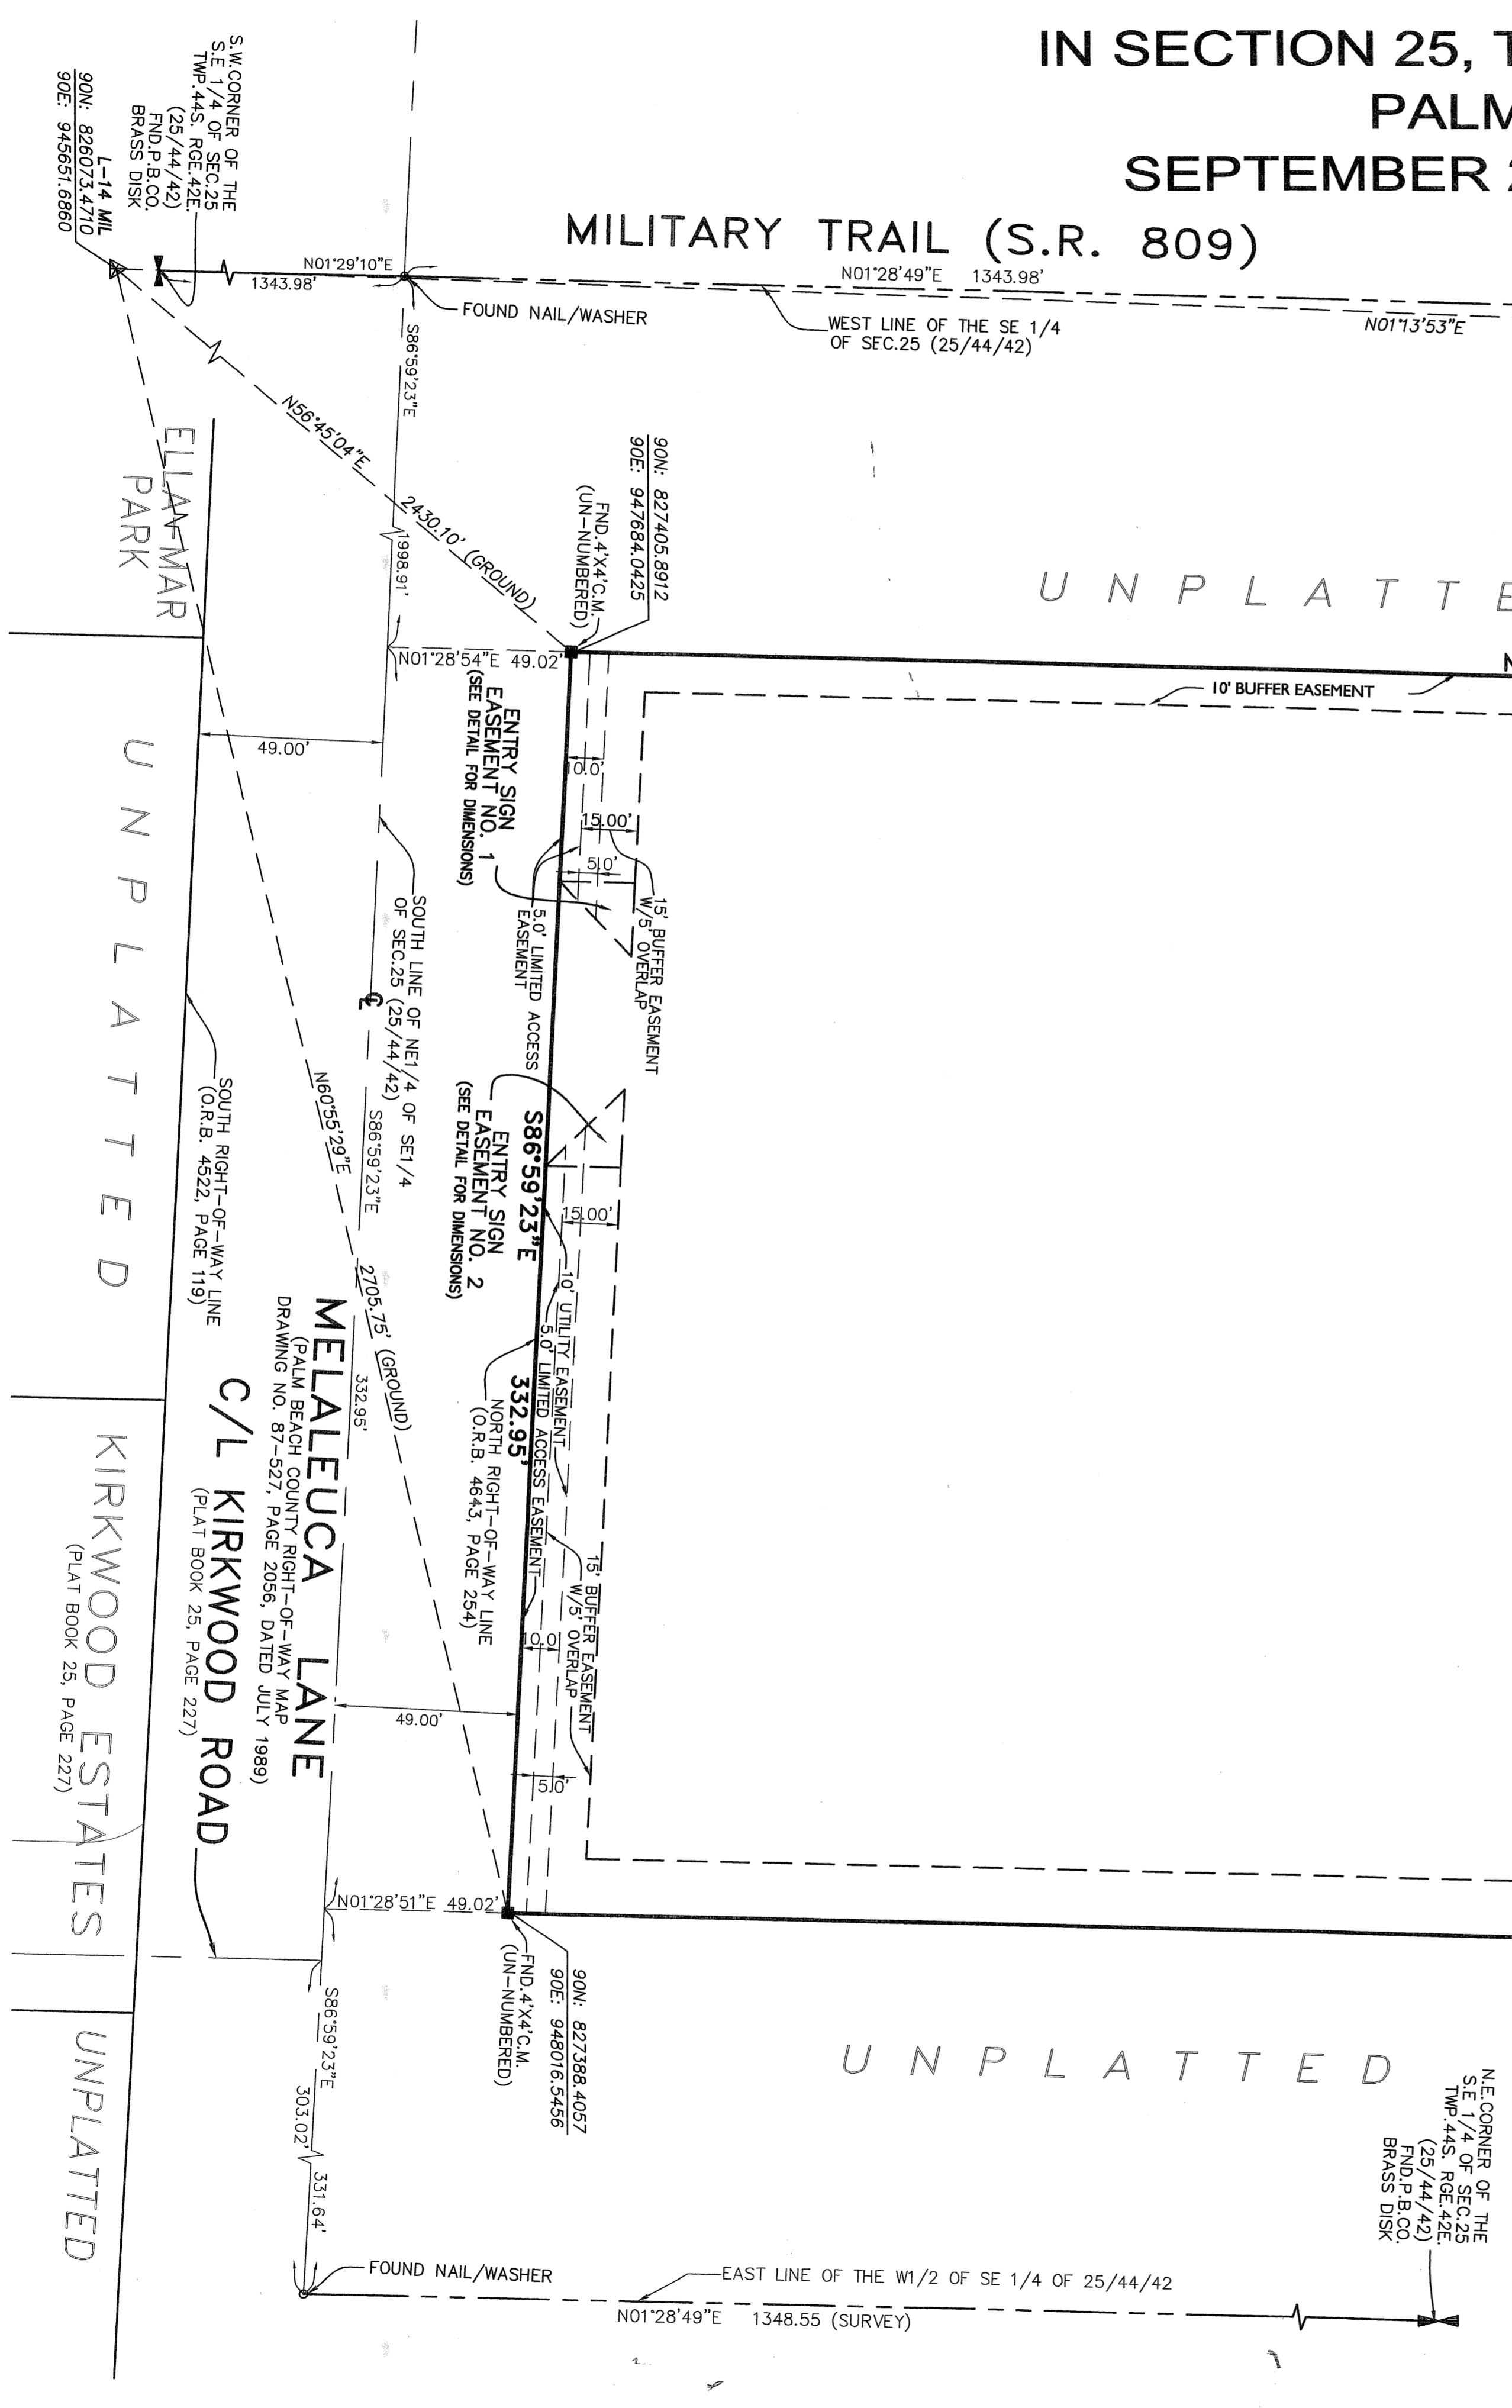 IN SECTION 25, T
PALM
SEPTEMBER 2
MILITARY TRAIL (S.R. 809)
S.W.CORNER OF THE
S.E 1/4 OF SEC.25
TWP.44S. RGE.42E.
(25/44/42)
FND.P.B.CO.
BRASS DISK
L-14 MIL
90N: 826073.4710
90E: 945651.6860
N01°29'10"E
1343.98'
FOUND NAIL/WASHER
N01°28'49"E 1343.98'
WEST LINE OF THE SE 1/4
OF SEC.25 (25/44/42)
N01°13'53"E
S86°59'23"E
1998.91'
N56°45'04"E
2430.10' (GROUND)
ELLA-MAR
PARK
90N: 827405.8912
90E: 947684.0425
FND.4'X4'C.M.
(UN-NUMBERED)
UNPLATTE
N01°28'54"E 49.02'
N
10' BUFFER EASEMENT
49.00'
ENTRY SIGN
EASEMENT NO. 1
(SEE DETAIL FOR DIMENSIONS)
10.0'
15.00'
5.0'
15' BUFFER EASEMENT
W/5' OVERLAP
5.0' LIMITED ACCESS
EASEMENT
UNPLATTED
SOUTH LINE OF NE1/4 OF SE1/4
OF SEC.25 (25/44/42)
CL
S86°59'23"E
N60°55'29"E
2705.75' (GROUND)
332.95'
SOUTH RIGHT-OF-WAY LINE
(O.R.B. 4522, PAGE 119)
S86°59'23"E
332.95'
ENTRY SIGN
EASEMENT NO. 2
(SEE DETAIL FOR DIMENSIONS)
15.00'
10' UTILITY EASEMENT
5.0' LIMITED ACCESS EASEMENT
NORTH RIGHT-OF-WAY LINE
(O.R.B. 4643, PAGE 254)
15' BUFFER EASEMENT
W/5' OVERLAP
10.0
5.0'
49.00'
MELALEUCA LANE
(PALM BEACH COUNTY RIGHT-OF-WAY MAP
DRAWING NO. 87-527, PAGE 2056, DATED JULY 1989)
C/L KIRKWOOD ROAD
(PLAT BOOK 25, PAGE 227)
KIRKWOOD ESTATES
(PLAT BOOK 25, PAGE 227)
N01°28'51"E 49.02'
FND.4'X4'C.M.
(UN-NUMBERED)
90N: 827388.4057
90E: 948016.5456
UNPLATTED
S86°59'23"E
303.02'
331.64'
UNPLATTED
N.E.CORNER OF THE
S.E 1/4 OF SEC.25
TWP.44S. RGE.42E.
(25/44/42)
FND.P.B.CO.
BRASS DISK
FOUND NAIL/WASHER
EAST LINE OF THE W1/2 OF SE 1/4 OF 25/44/42
N01°28'49"E 1348.55 (SURVEY)